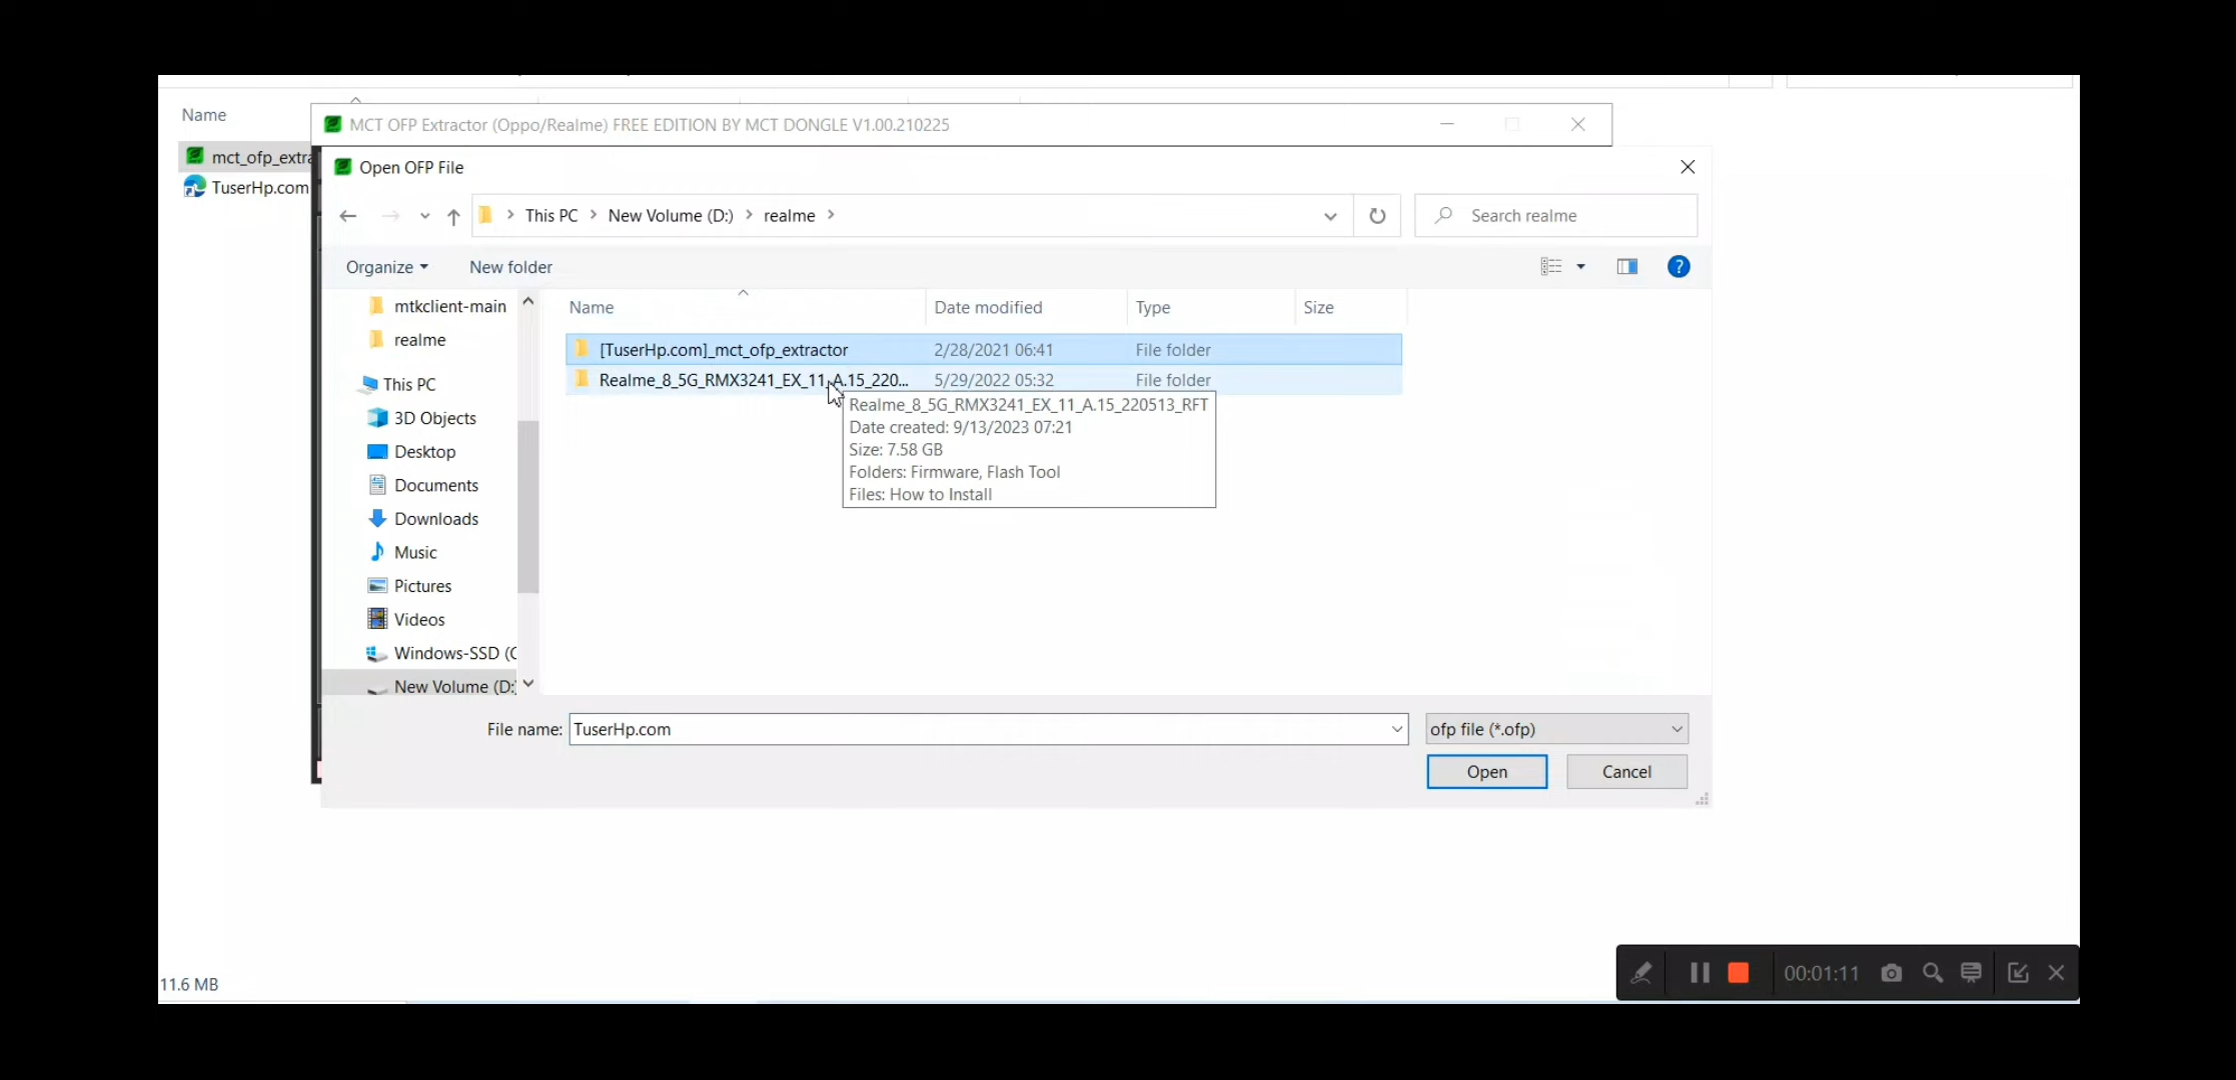 Name
mct_ofp_extra
TuserHp.com
MCT OFP Extractor (Oppo/Realme) FREE EDITION BY MCT DONGLE V1.00.210225
Open OFP File
This PC > New Volume (D:) > realme >
Search realme
Organize
New folder
?
mtkclient-main
realme
This PC
3D Objects
Desktop
Documents
Downloads
Music
Pictures
Videos
Windows-SSD (C
New Volume (D:)
Name Date modified Type Size
[TuserHp.com]_mct_ofp_extractor 2/28/2021 06:41 File folder
Realme_8_5G_RMX3241_EX_11_A.15_220... 5/29/2022 05:32 File folder
Realme_8_5G_RMX3241_EX_11_A.15_220513_RFT
Date created: 9/13/2023 07:21
Size: 7.58 GB
Folders: Firmware, Flash Tool
Files: How to Install
File name: TuserHp.com
ofp file (*.ofp)
Open
Cancel
11.6 MB
00:01:11